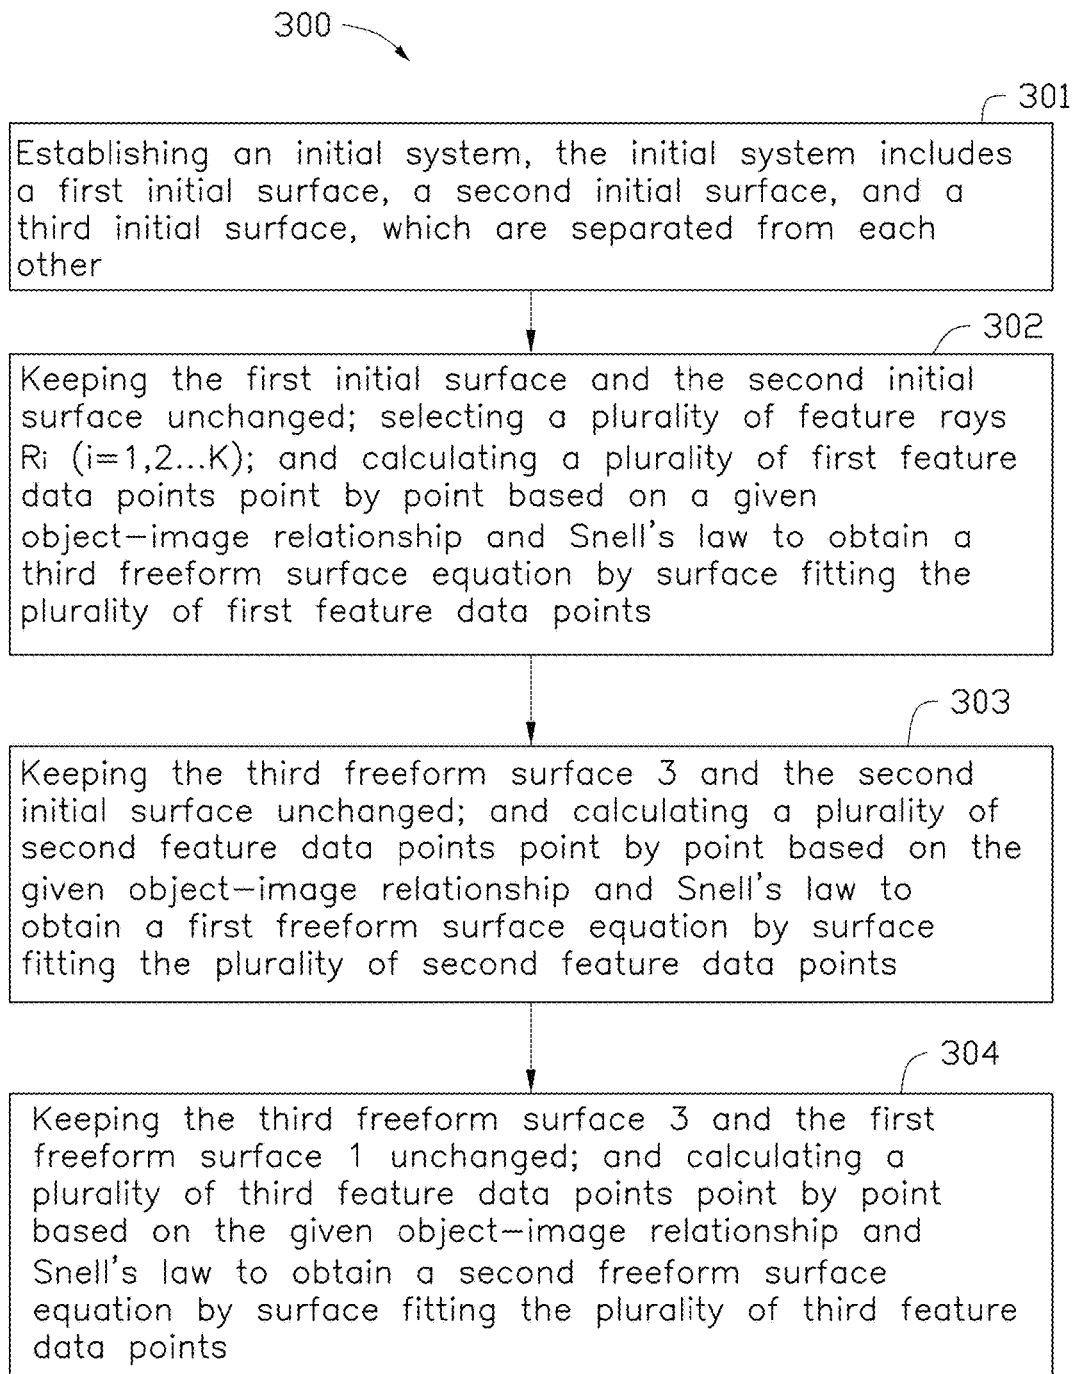 300
301
Establishing an initial system, the initial system includes
a first initial surface, a second initial surface, and a
third initial surface, which are separated from each
other
302
Keeping the first initial surface and the second initial
surface unchanged; selecting a plurality of feature rays
Ri (i=1,2...K); and calculating a plurality of first feature
data points point by point based on a given
object-image relationship and Snell's law to obtain a
third freeform surface equation by surface fitting the
plurality of first feature data points
303
Keeping the third freeform surface 3 and the second
initial surface unchanged; and calculating a plurality of
second feature data points point by point based on the
given object-image relationship and Snell's law to
obtain a first freeform surface equation by surface
fitting the plurality of second feature data points
304
Keeping the third freeform surface 3 and the first
freeform surface 1 unchanged; and calculating a
plurality of third feature data points point by point
based on the given object-image relationship and
Snell's law to obtain a second freeform surface
equation by surface fitting the plurality of third feature
data points